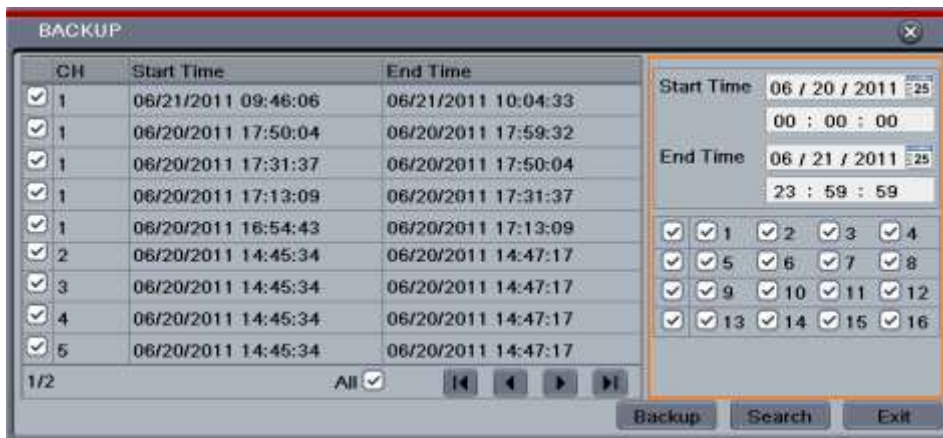 BACKUP
CH Start Time End Time
1 06/21/2011 09:46:06 06/21/2011 10:04:33
1 06/20/2011 17:50:04 06/20/2011 17:59:32
1 06/20/2011 17:31:37 06/20/2011 17:50:04
1 06/20/2011 17:13:09 06/20/2011 17:31:37
1 06/20/2011 16:54:43 06/20/2011 17:13:09
2 06/20/2011 14:45:34 06/20/2011 14:47:17
3 06/20/2011 14:45:34 06/20/2011 14:47:17
4 06/20/2011 14:45:34 06/20/2011 14:47:17
5 06/20/2011 14:45:34 06/20/2011 14:47:17
1/2 All
Start Time 06 / 20 / 2011 25
00 : 00 : 00
End Time 06 / 21 / 2011 25
23 : 59 : 59
1 2 3 4
5 6 7 8
9 10 11 12
13 14 15 16
Backup Search Exit